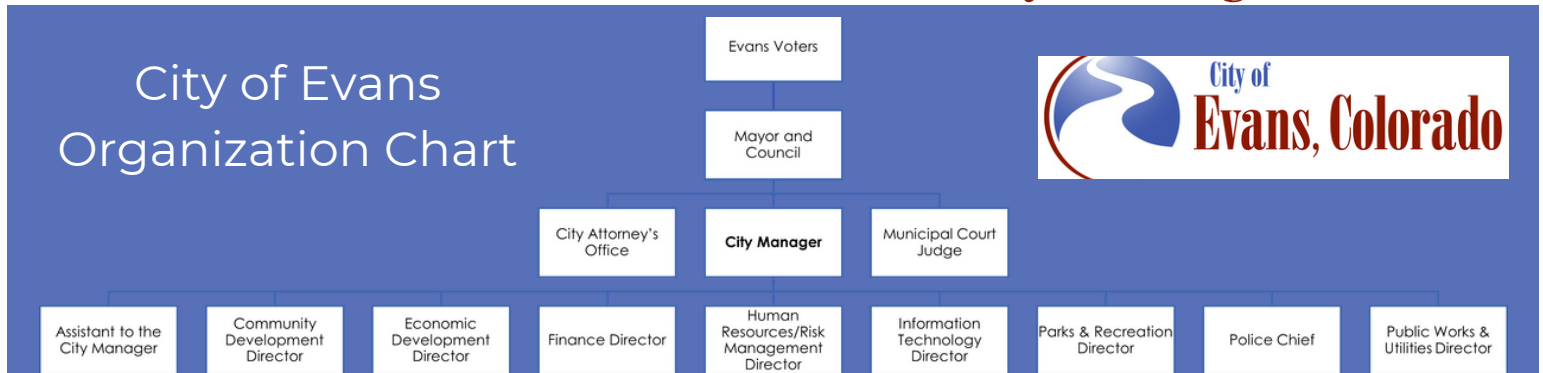 City of Evans
Organization Chart
Evans Voters
City of
Evans, Colorado
Mayor and
Council
City Attorney's
Office
City Manager
Municipal Court
Judge
Assistant to the
City Manager
Community
Development
Director
Economic
Development
Director
Finance Director
Human
Resources/Risk
Management
Director
Information
Technology
Director
Parks & Recreation
Director
Police Chief
Public Works &
Utilities Director